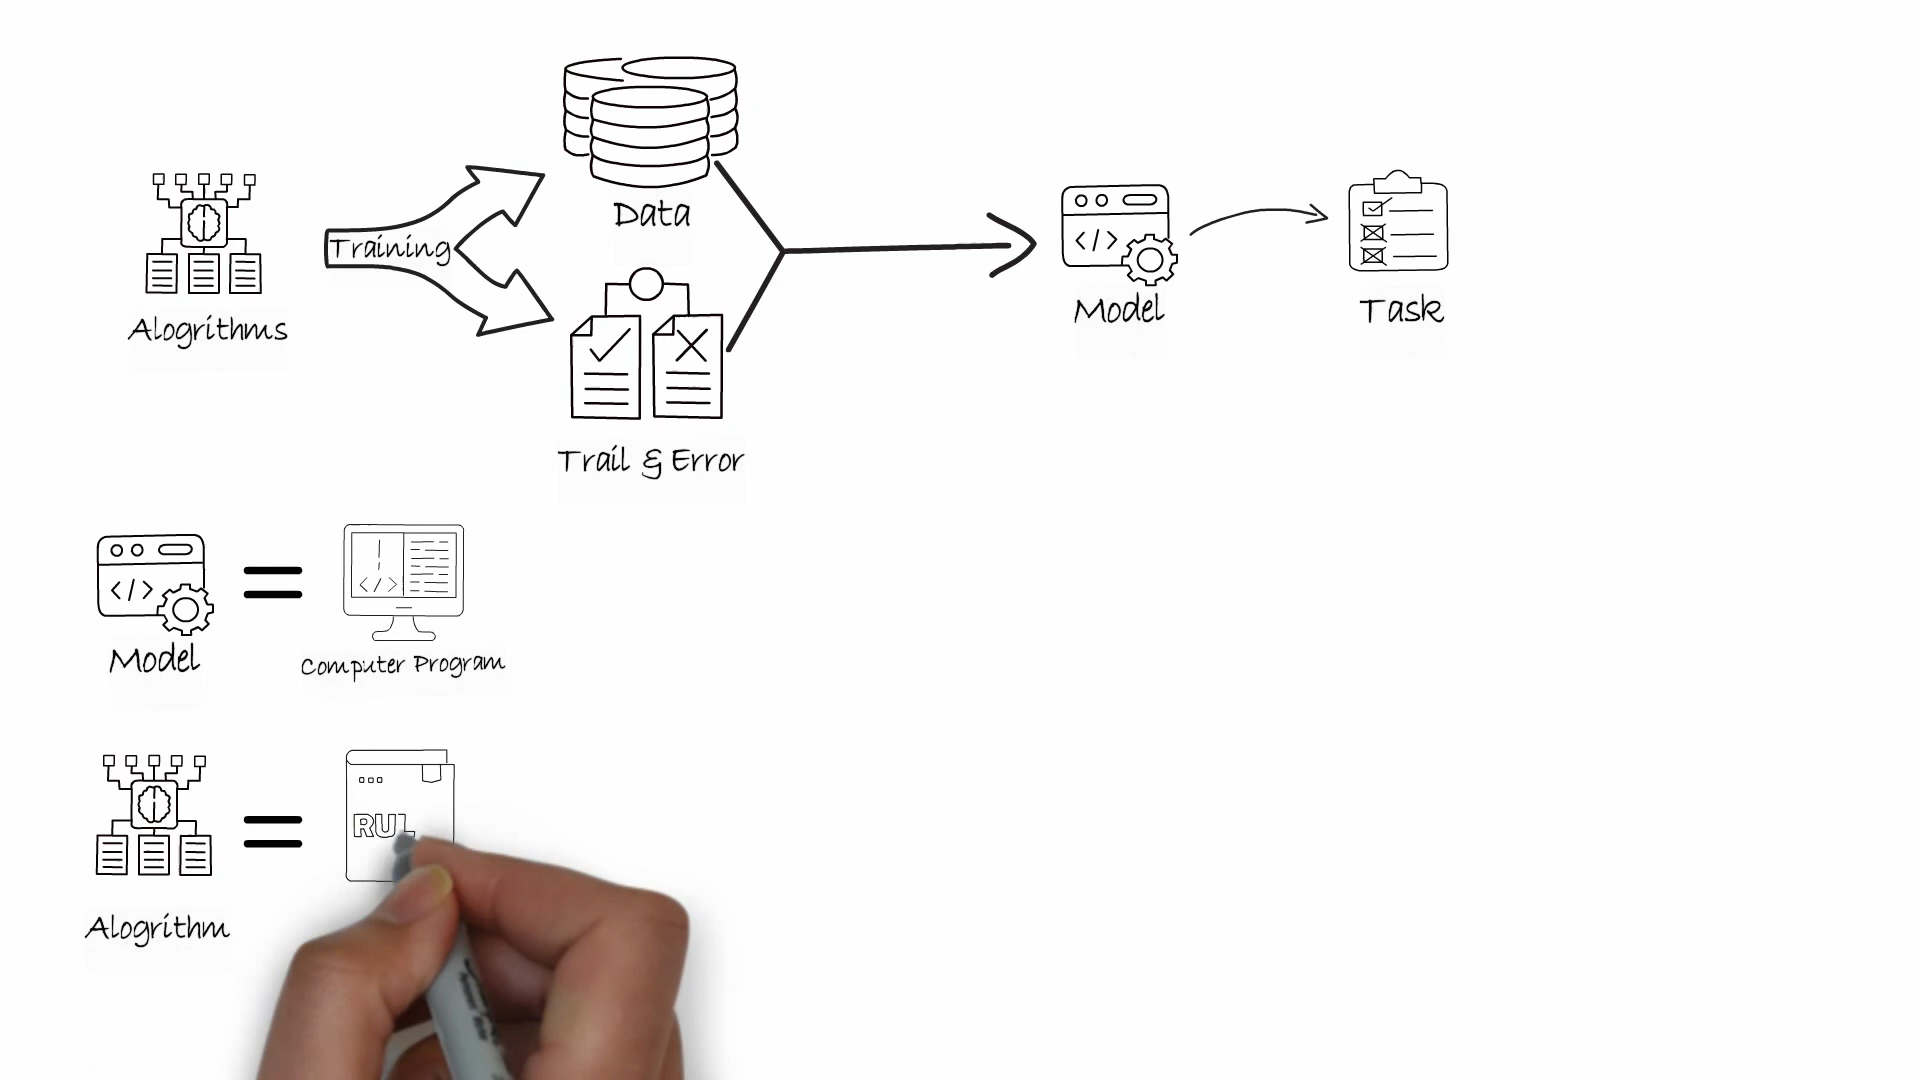 Training
Data
Alogrithms
Trail & Error
</>
Model
Task
</>
Model
</>
Computer Program
RUL
Alogrithm